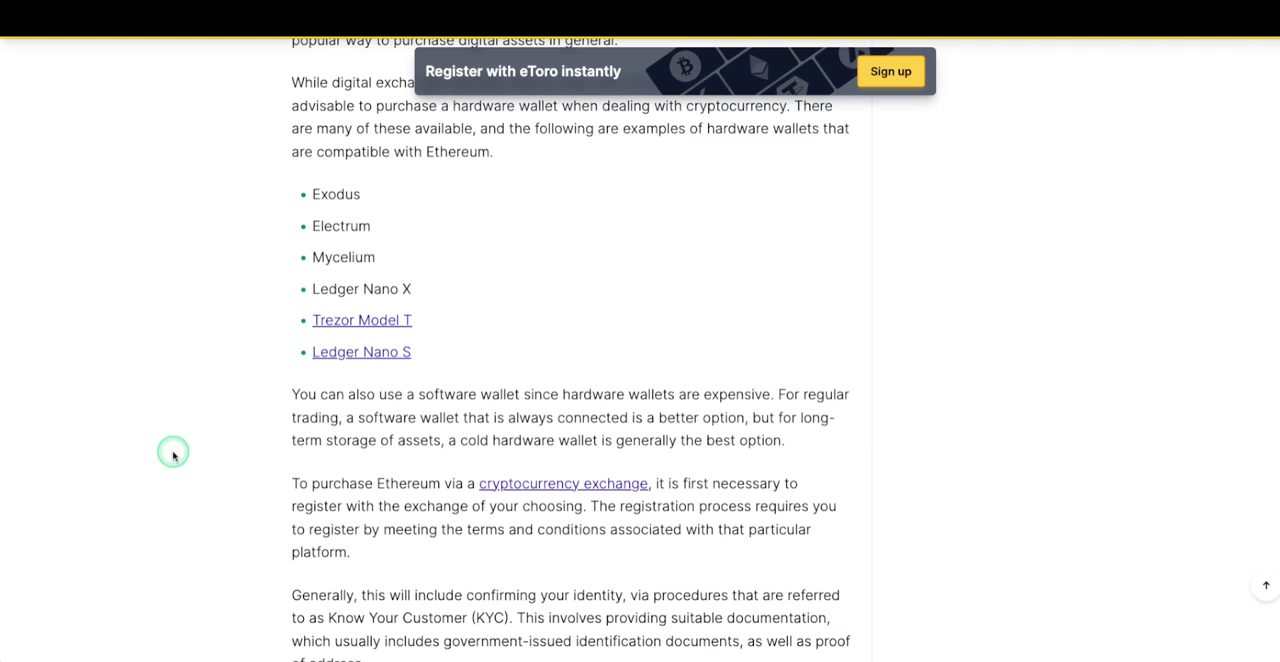 popular way to purchase digital assets in general.
Register with eToro instantly
Sign up
While digital excha
advisable to purchase a hardware wallet when dealing with cryptocurrency. There
are many of these available, and the following are examples of hardware wallets that
are compatible with Ethereum.
• Exodus
• Electrum
• Mycelium
• Ledger Nano X
• Trezor Model T
• Ledger Nano S
You can also use a software wallet since hardware wallets are expensive. For regular
trading, a software wallet that is always connected is a better option, but for long-
term storage of assets, a cold hardware wallet is generally the best option.
To purchase Ethereum via a cryptocurrency exchange, it is first necessary to
register with the exchange of your choosing. The registration process requires you
to register by meeting the terms and conditions associated with that particular
platform.
Generally, this will include confirming your identity, via procedures that are referred
to as Know Your Customer (KYC). This involves providing suitable documentation,
which usually includes government-issued identification documents, as well as proof
of address.